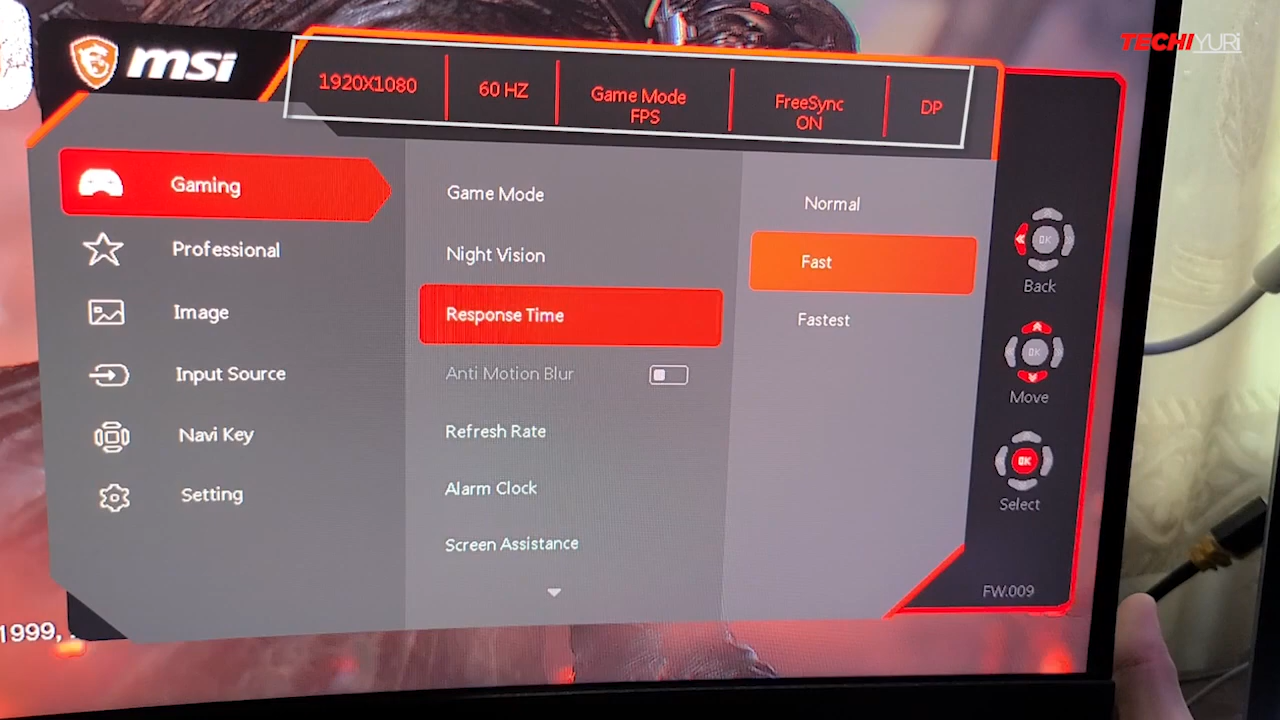 TECHIYURi
msi
1920X1080
60 HZ
Game Mode
FPS
FreeSync
ON
DP
Gaming
Professional
Image
Input Source
Navi Key
Setting
Game Mode
Night Vision
Response Time
Anti Motion Blur
Refresh Rate
Alarm Clock
Screen Assistance
Normal
Fast
Fastest
OK
Back
OK
Move
OK
Select
FW.009
1999, .